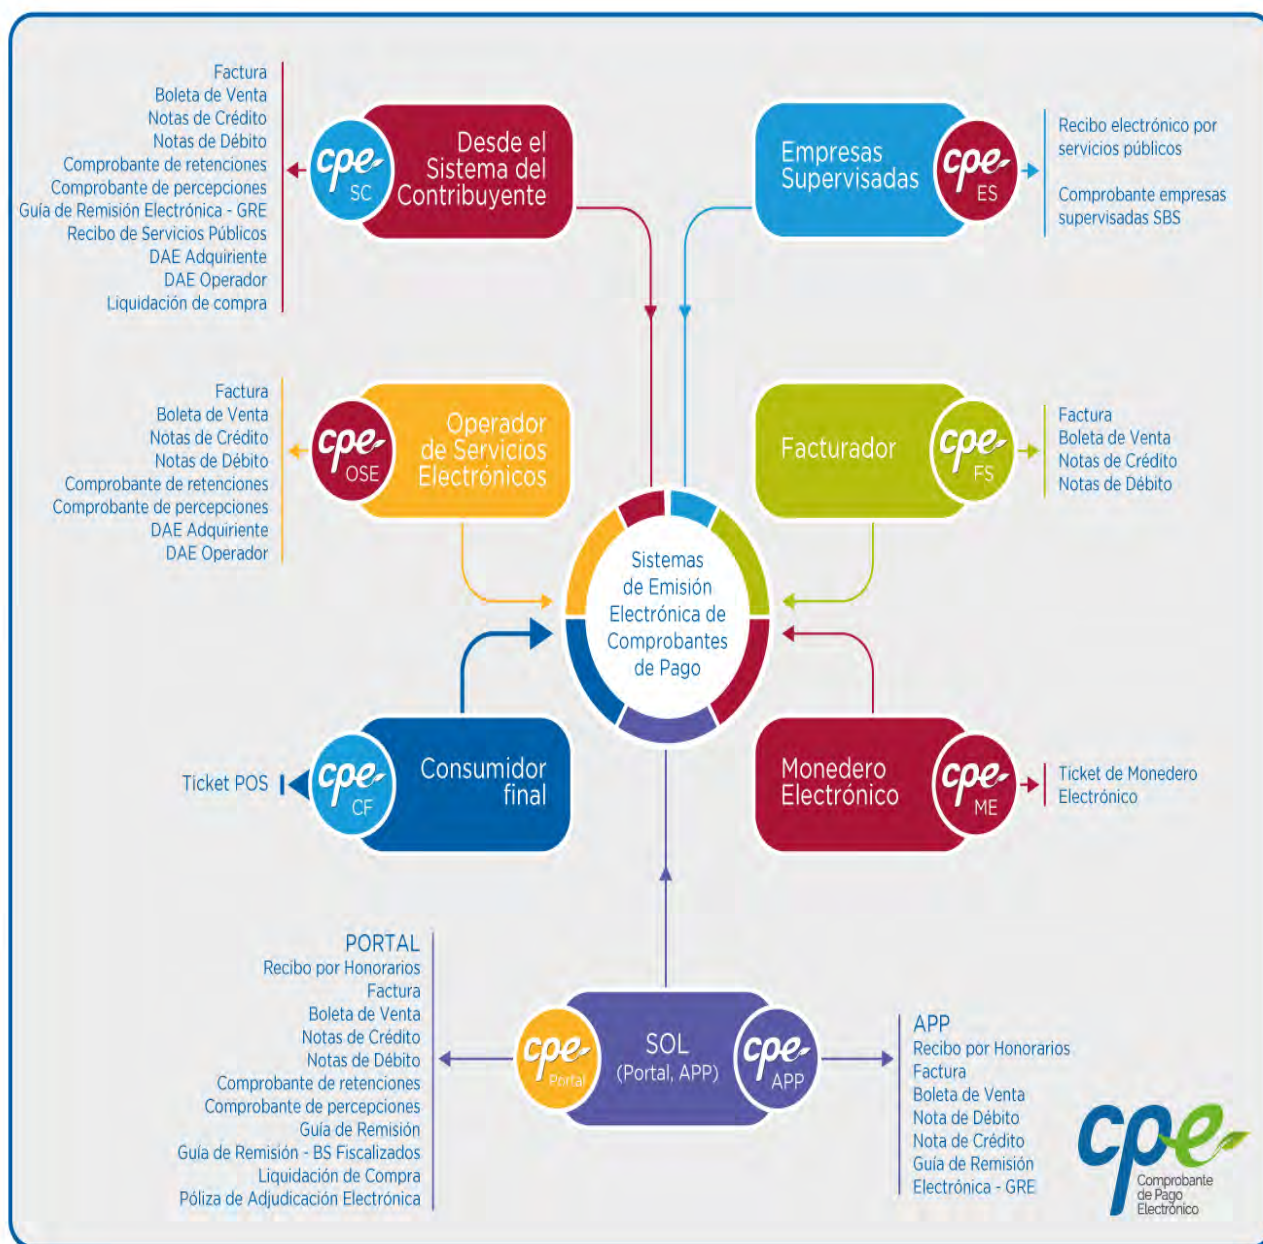 Factura
Boleta de Venta
Notas de Crédito
Notas de Débito
Comprobante de retenciones
Comprobante de percepciones
Guía de Remisión Electrónica - GRE
Recibo de Servicios Públicos
DAE Adquiriente
DAE Operador
Liquidación de compra
cpe
SC
Desde el
Sistema del
Contribuyente
Empresas
Supervisadas
cpe
ES
Recibo electrónico por
servicios públicos
Comprobante empresas
supervisadas SBS
Factura
Boleta de Venta
Notas de Crédito
Notas de Débito
Comprobante de retenciones
Comprobante de percepciones
DAE Adquiriente
DAE Operador
cpe
OSE
Operador
de Servicios
Electrónicos
Facturador
cpe
FS
Factura
Boleta de Venta
Notas de Crédito
Notas de Débito
Sistemas
de Emisión
Electrónica de
Comprobantes
de Pago
Ticket POS
cpe
CF
Consumidor
final
Monedero
Electrónico
cpe
ME
Ticket de Monedero
Electrónico
PORTAL
Recibo por Honorarios
Factura
Boleta de Venta
Notas de Crédito
Notas de Débito
Comprobante de retenciones
Comprobante de percepciones
Guía de Remisión
Guía de Remisión - BS Fiscalizados
Liquidación de Compra
Póliza de Adjudicación Electrónica
cpe
Portal
SOL
(Portal, APP)
cpe
APP
APP
Recibo por Honorarios
Factura
Boleta de Venta
Nota de Débito
Nota de Crédito
Guía de Remisión
Electrónica - GRE
cpe
Comprobante
de Pago
Electrónico